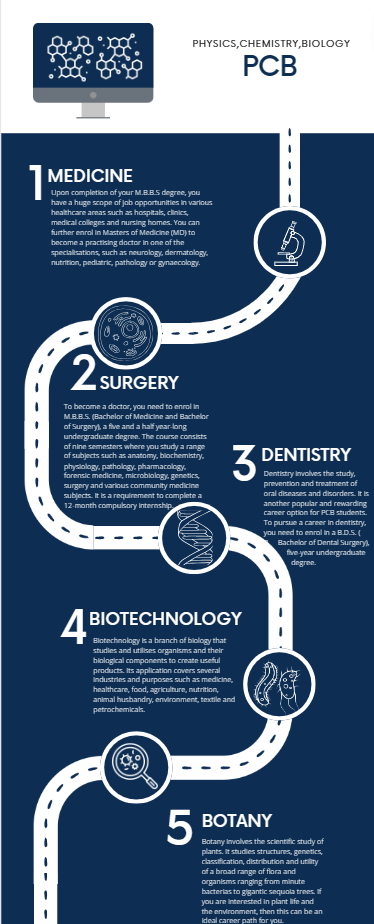 PHYSICS,CHEMISTRY,BIOLOGY
PCB
1 MEDICINE
Upon completion of your M.B.B.S degree, you
have a huge scope of job opportunities in various
healthcare areas such as hospitals, clinics,
medical colleges and nursing homes. You can
further enrol in Masters of Medicine (MD) to
become a practising doctor in one of the
specialisations, such as neurology, dermatology,
nutrition, pediatric, pathology or gynaecology.
2 SURGERY
To become a doctor, you need to enrol in
M.B.B.S. (Bachelor of Medicine and Bachelor
of Surgery), a five and a half year-long
undergraduate degree. The course consists
of nine semesters where you study a range
of subjects such as anatomy, biochemistry,
physiology, pathology, pharmacology,
forensic medicine, microbiology, genetics,
surgery and various community medicine
subjects. It is a requirement to complete a
12-month compulsory internship.
3 DENTISTRY
Dentistry involves the study,
prevention and treatment of
oral diseases and disorders. It is
another popular and rewarding
career option for PCB students.
To pursue a career in dentistry,
you need to enrol in a B.D.S. (
Bachelor of Dental Surgery),
five-year undergraduate
degree.
4 BIOTECHNOLOGY
Biotechnology is a branch of biology that
studies and utilises organisms and their
biological components to create useful
products. Its application covers several
industries and purposes such as medicine,
healthcare, food, agriculture, nutrition,
animal husbandry, environment, textile and
petrochemicals.
5 BOTANY
Botany involves the scientific study of
plants. It studies structures, genetics,
classification, distribution and utility
of a broad range of flora and
organisms ranging from minute
bacterias to gigantic sequoia trees. If
you are interested in plant life and
the environment, then this can be an
ideal career path for you.